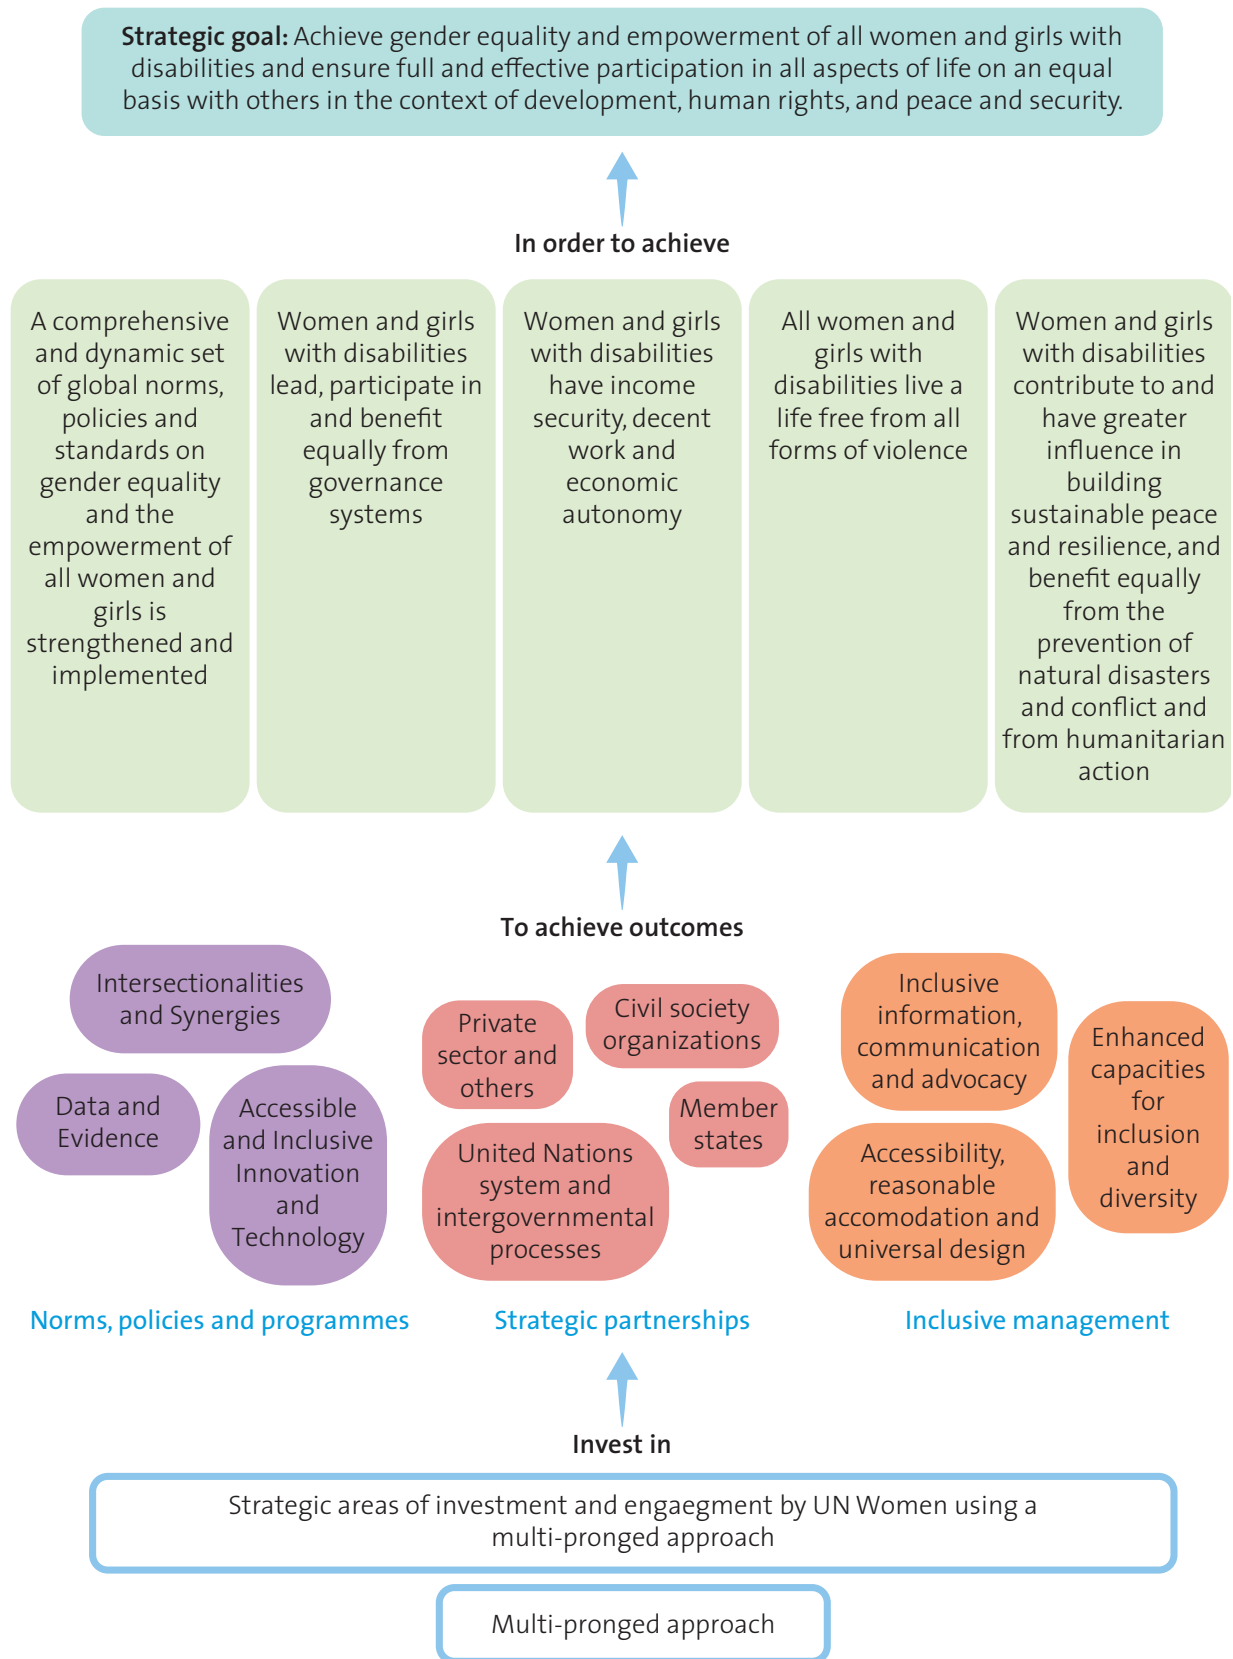 Strategic goal: Achieve gender equality and empowerment of all women and girls with
disabilities and ensure full and effective participation in all aspects of life on an equal
basis with others in the context of development, human rights, and peace and security.
In order to achieve
A comprehensive
and dynamic set
of global norms,
policies and
standards on
gender equality
and the
empowerment of
all women and
girls is
strengthened and
implemented
Women and girls
with disabilities
lead, participate in
and benefit
equally from
governance
systems
Women and girls
with disabilities
have income
security, decent
work and
economic
autonomy
All women and
girls with
disabilities live a
life free from all
forms of violence
Women and girls
with disabilities
contribute to and
have greater
influence in
building
sustainable peace
and resilience, and
benefit equally
from the
prevention of
natural disasters
and conflict and
from humanitarian
action
To achieve outcomes
Intersectionalities
and Synergies
Data and
Evidence
Accessible
and Inclusive
Innovation
and
Technology
Norms, policies and programmes
Private
sector and
others
Civil society
organizations
Member
states
United Nations
system and
intergovernmental
processes
Strategic partnerships
Inclusive
information,
communication
and advocacy
Enhanced
capacities
for
inclusion
and
diversity
Accessibility,
reasonable
accomodation and
universal design
Inclusive management
Invest in
Strategic areas of investment and engaegment by UN Women using a
multi-pronged approach
Multi-pronged approach